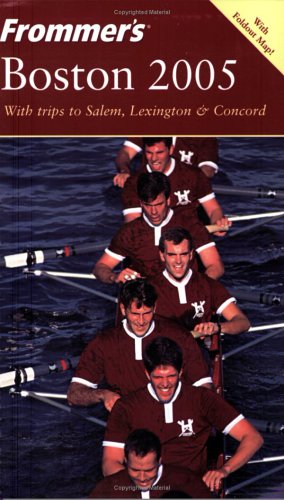 Frommer's
With
Foldout Map!
Boston 2005
With trips to Salem, Lexington & Concord